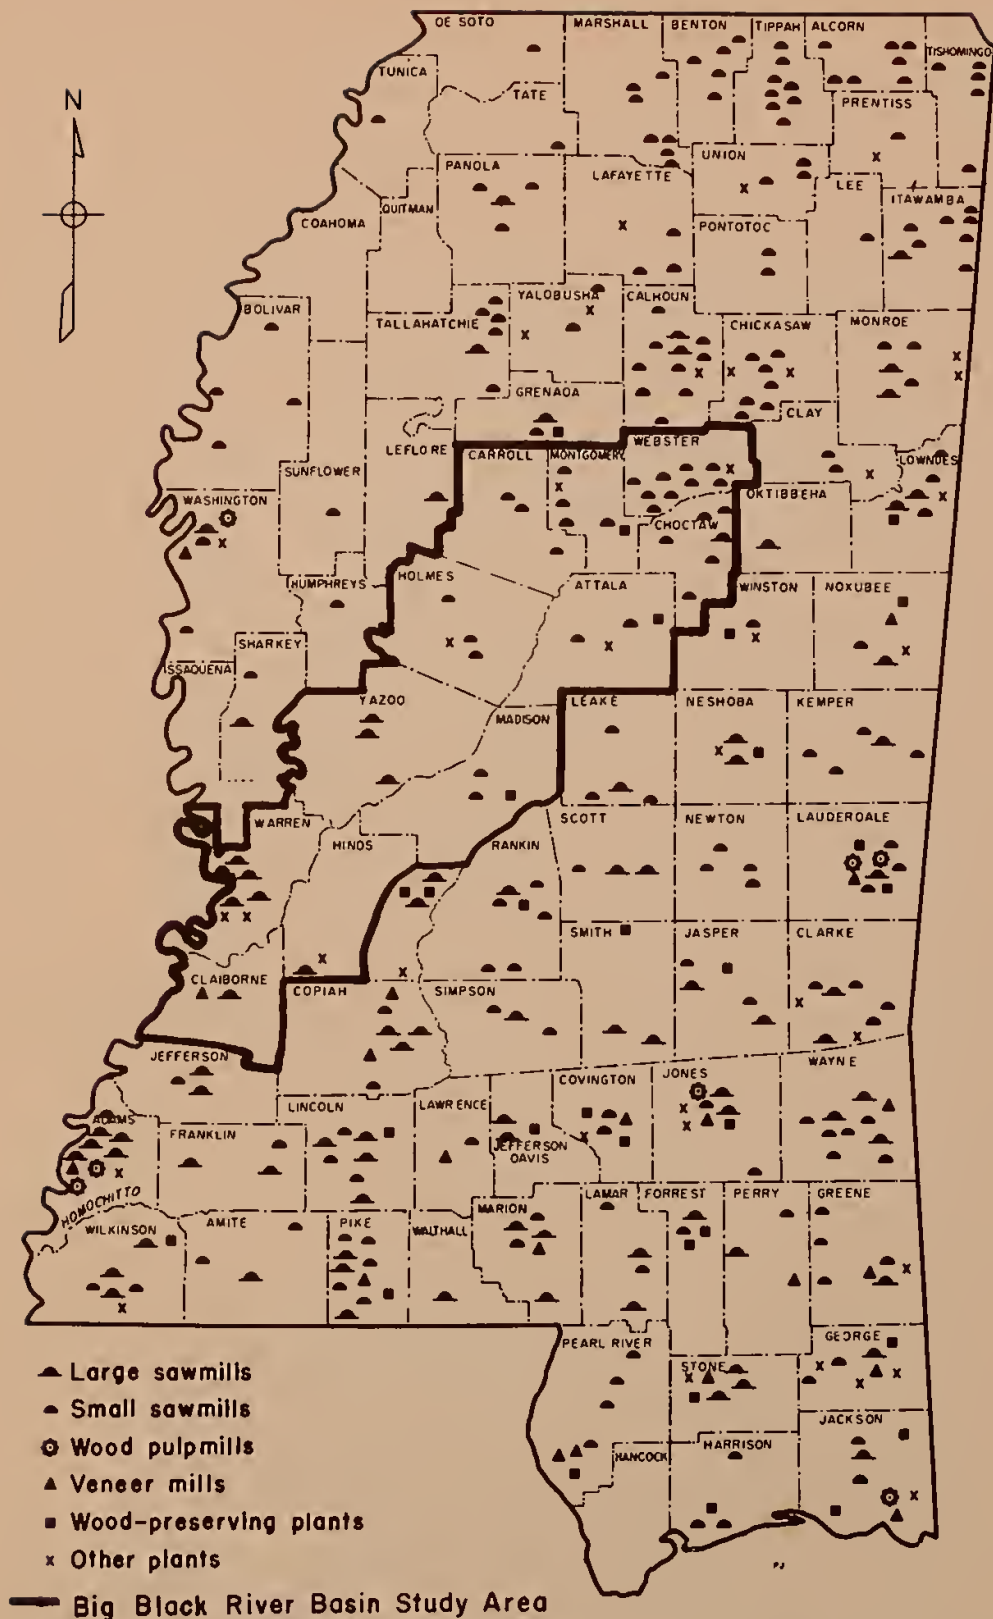 DE SOTO MARSHALL BENTON TIPPAH ALCORN
TISHOMINGO
TUNICA
N
TATE
PRENTISS
UNION
PANOLA
LAFAYETTE
LEE
ITAWAMBA
QUITMAN
COAHOMA
PONTOTOC
YALOBUSHA CALHOUN
BOLIVAR
TALLAHATCHIE
CHICKASAW
MONROE
GRENADA
CLAY
WEBSTER
LEFLORE
CARROLL
MONTGOMERY
LOWNDES
SUNFLOWER
OKTIBBEHA
WASHINGTON
CHOCTAW
HUMPHREYS
HOLMES
ATTALA
WINSTON
NOXUBEE
SHARKEY
ISSAQUENA
YAZOO
LEAKE
NESHOBA
KEMPER
MADISON
WARREN
SCOTT
NEWTON
LAUDERDALE
HINDS
RANKIN
SMITH
JASPER
CLARKE
CLAIBORNE
COPIAH
SIMPSON
JEFFERSON
WAYNE
COVINGTON
JONES
LINCOLN
LAWRENCE
ADAMS
FRANKLIN
JEFFERSON
DAVIS
HOMOCHITTO
LAMAR
FORREST
PERRY
GREENE
MARION
WILKINSON
AMITE
PIKE
WALTHALL
PEARL RIVER
GEORGE
STONE
JACKSON
HARRISON
HANCOCK
Large sawmills
Small sawmills
Wood pulpmills
Veneer mills
Wood-preserving plants
x Other plants
Big Black River Basin Study Area